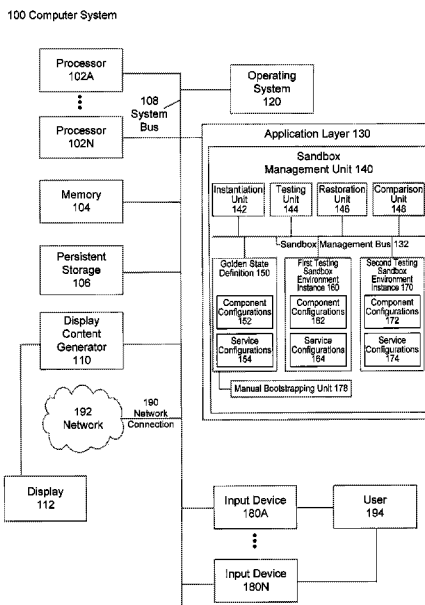 100 Computer System
Processor
102A
Processor
102N
108
System
Bus
Operating
System
120
Application Layer 130
Sandbox
Management Unit 140
Instantiation
Unit
142
Testing
Unit
144
Restoration
Unit
146
Comparison
Unit
148
Memory
104
Sandbox Management Bus 132
Persistent
Storage
106
Golden State
Definition 150
First Testing
Sandbox
Environment
Instance 160
Second Testing
Sandbox
Environment
Instance 170
Component
Configurations
152
Component
Configurations
162
Component
Configurations
172
Service
Configurations
154
Service
Configurations
164
Service
Configurations
174
Manual Bootstrapping Unit 178
Display
Content
Generator
110
192
Network
190
Network
Connection
Display
112
Input Device
180A
User
194
Input Device
180N